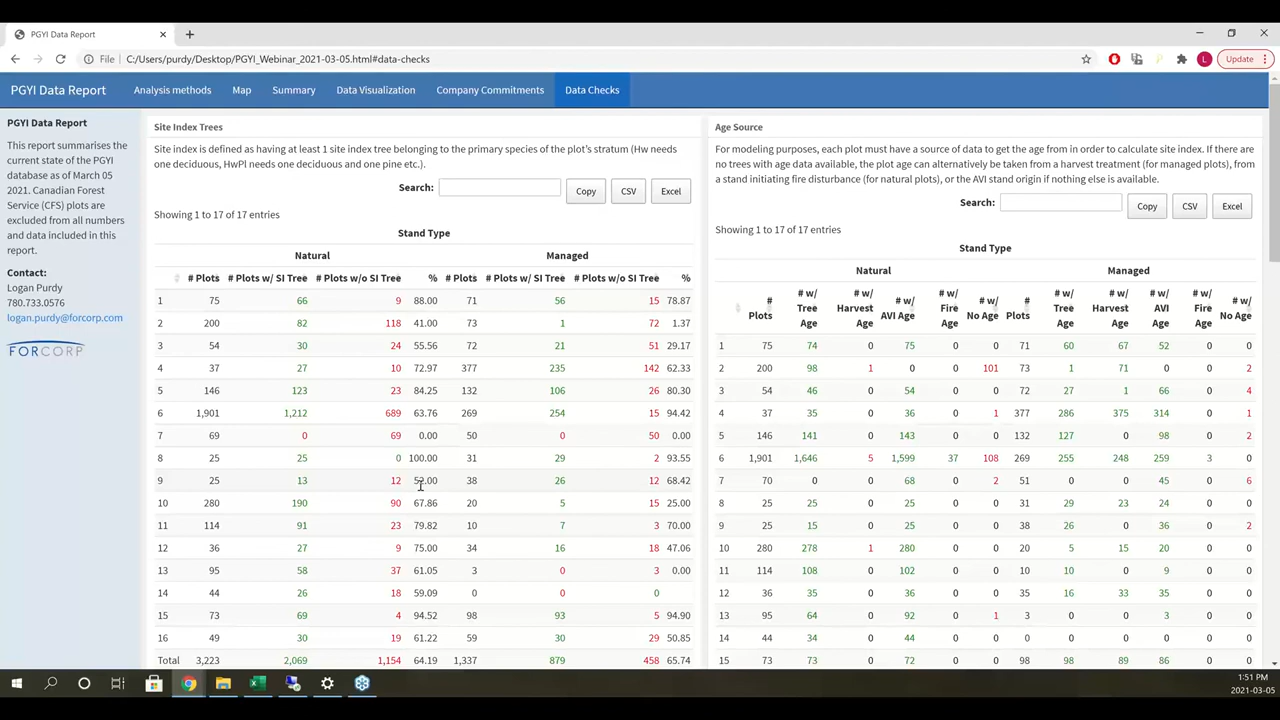 PGYI Data Report
File
C:/Users/purdy/Desktop/PGYI_Webinar_2021-03-05.html#data-checks
L
Update
PGYI Data Report
Analysis methods
Map
Summary
Data Visualization
Company Commitments
Data Checks
PGYI Data Report
This report summarises the
current state of the PGYI
database as of March 05
2021. Canadian Forest
Service (CFS) plots are
excluded from all numbers
and data included in this
report.
Contact:
Logan Purdy
780.733.0576
logan.purdy@forcorp.com
FORCORP
Site Index Trees
Site index is defined as having at least 1 site index tree belonging to the primary species of the plot's stratum (Hw needs
one deciduous, HwPl needs one deciduous and one pine etc.).
Search:
Copy
CSV
Excel
Showing 1 to 17 of 17 entries
Stand Type
Natural Managed
# Plots # Plots w/ SI Tree # Plots w/o SI Tree % # Plots # Plots w/ SI Tree # Plots w/o SI Tree %
1 75 66 9 88.00 71 56 15 78.87
2 200 82 118 41.00 73 1 72 1.37
3 54 30 24 55.56 72 21 51 29.17
4 37 27 10 72.97 377 235 142 62.33
5 146 123 23 84.25 132 106 26 80.30
6 1,901 1,212 689 63.76 269 254 15 94.42
7 69 0 69 0.00 50 0 50 0.00
8 25 25 0 100.00 31 29 2 93.55
9 25 13 12 52.00 38 26 12 68.42
10 280 190 90 67.86 20 5 15 25.00
11 114 91 23 79.82 10 7 3 70.00
12 36 27 9 75.00 34 16 18 47.06
13 95 58 37 61.05 3 0 3 0.00
14 44 26 18 59.09 0 0 0
15 73 69 4 94.52 98 93 5 94.90
16 49 30 19 61.22 59 30 29 50.85
Total 3,223 2,069 1,154 64.19 1,337 879 458 65.74
Age Source
For modeling purposes, each plot must have a source of data to get the age from in order to calculate site index. If there
are no trees with age data available, the plot age can alternatively be taken from a harvest treatment (for managed plots), from
a stand initiating fire disturbance (for natural plots), or the AVI stand origin if nothing else is available.
Search:
Copy
CSV
Excel
Showing 1 to 17 of 17 entries
Stand Type
Natural Managed
# w/ # w/ # w/ # w/ # w/ # w/ # w/
# Tree Harvest # w/ Fire # w/ # Tree Harvest AVI Fire # w/
Plots Age Age AVI Age Age No Age Plots Age Age Age Age No Age
1 75 74 0 75 0 0 71 60 67 52 0 0
2 200 98 1 0 0 101 73 1 71 0 0 2
3 54 46 0 54 0 0 72 27 1 66 0 4
4 37 35 0 36 0 1 377 286 375 314 0 1
5 146 141 0 143 0 0 132 127 0 98 0 2
6 1,901 1,646 5 1,599 37 108 269 255 248 259 3 0
7 70 0 0 68 0 2 51 0 0 45 0 6
8 25 25 0 25 0 0 31 29 23 24 0 0
9 25 15 0 25 0 0 38 26 0 36 0 2
10 280 278 1 280 0 0 20 5 15 20 0 0
11 114 108 0 102 0 0 10 10 0 9 0 0
12 36 35 0 36 0 0 35 16 33 35 0 0
13 95 64 0 92 0 1 3 0 0 3 0 0
14 44 34 0 44 0 0 0 0 0 0 0 0
15 73 73 0 72 0 0 98 98 89 86 0 0
1:51 PM
2021-03-05